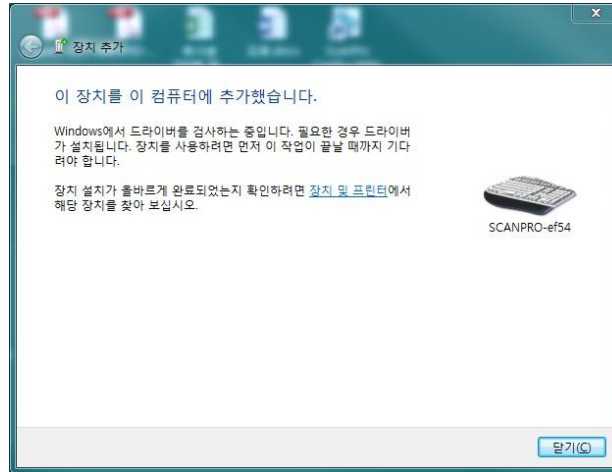 장치 추가
이 장치를 이 컴퓨터에 추가했습니다.
Windows에서 드라이버를 검사하는 중입니다. 필요한 경우 드라이버
가 설치됩니다. 장치를 사용하려면 먼저 이 작업이 끝날 때까지 기다
려야 합니다.
장치 설치가 올바르게 완료되었는지 확인하려면 장치 및 프린터에서
해당 장치를 찾아 보십시오.
SCANPRO-ef54
닫기(C)